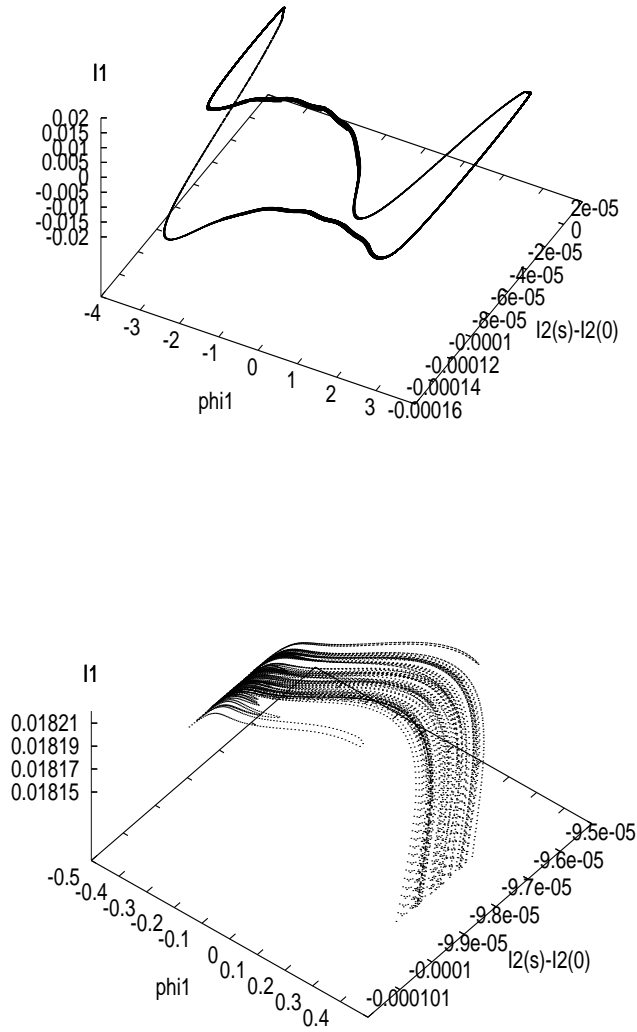 I1
0.02
0.015
0.01
0.005
0
-0.005
-0.01
-0.015
-0.02
-4
-3
-2
-1
0
1
2
3
phi1
2e-05
0
-2e-05
-4e-05
-6e-05
-8e-05
-0.0001
-0.00012
-0.00014
-0.00016
I2(s)-I2(0)
I1
0.01821
0.01819
0.01817
0.01815
-0.5
-0.4
-0.3
-0.2
-0.1
0
0.1
0.2
0.3
0.4
phi1
-9.5e-05
-9.6e-05
-9.7e-05
-9.8e-05
-9.9e-05
-0.0001
-0.000101
I2(s)-I2(0)